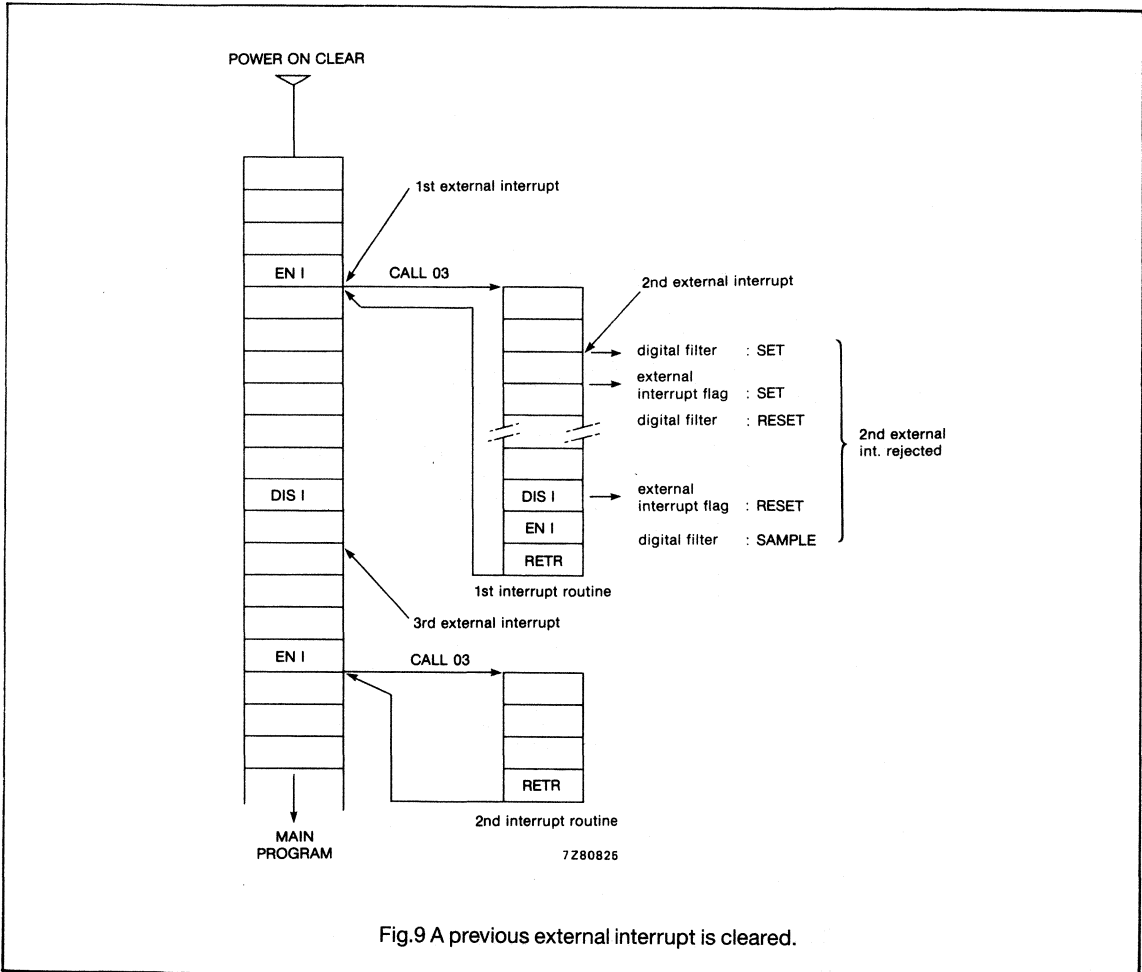 POWER ON CLEAR
1st external interrupt
EN I
CALL 03
2nd external interrupt
digital filter : SET
external
interrupt flag : SET
digital filter : RESET
2nd external
int. rejected
DIS I
DIS I
external
interrupt flag : RESET
EN I
digital filter : SAMPLE
RETR
1st interrupt routine
3rd external interrupt
EN I
CALL 03
RETR
2nd interrupt routine
MAIN
PROGRAM
7Z80826
Fig.9 A previous external interrupt is cleared.